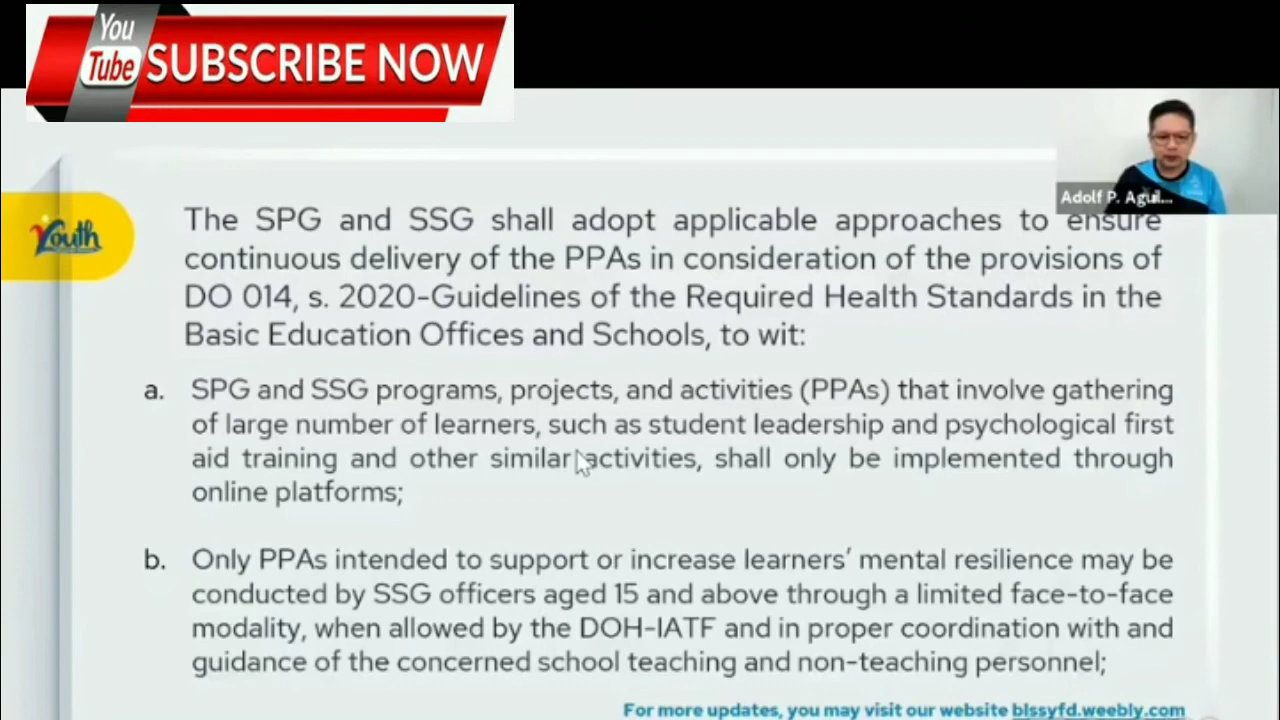 You
Tube
SUBSCRIBE NOW
Adolf P. Aguil...
Youth
The SPG and SSG shall adopt applicable approaches to ensure
continuous delivery of the PPAs in consideration of the provisions of
DO 014, s. 2020-Guidelines of the Required Health Standards in the
Basic Education Offices and Schools, to wit:
a. SPG and SSG programs, projects, and activities (PPAs) that involve gathering
of large number of learners, such as student leadership and psychological first
aid training and other similar activities, shall only be implemented through
online platforms;
b. Only PPAs intended to support or increase learners’ mental resilience may be
conducted by SSG officers aged 15 and above through a limited face-to-face
modality, when allowed by the DOH-IATF and in proper coordination with and
guidance of the concerned school teaching and non-teaching personnel;
For more updates, you may visit our website blssyfd.weebly.com